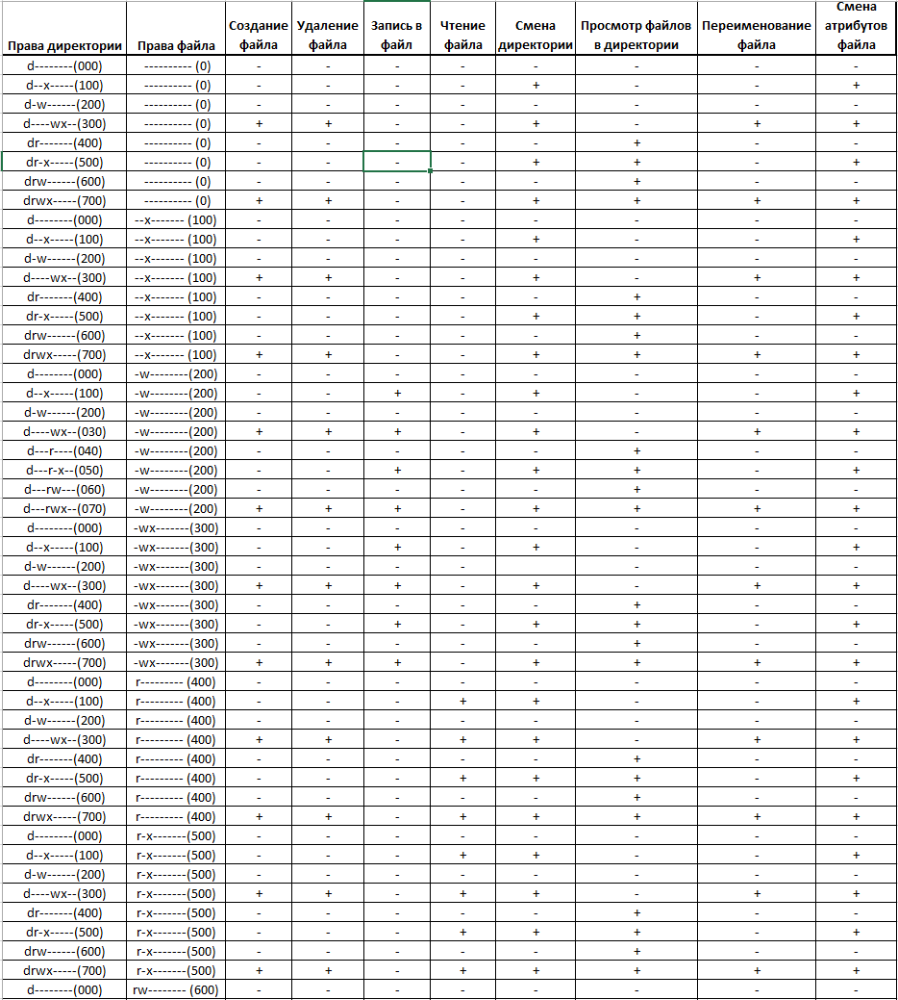 Права директории | Права файла | Создание файла | Удаление файла | Запись в файл | Чтение файла | Смена директории | Просмотр файлов в директории | Переименование файла | Смена атрибутов файла
d--------(000) ---------- (0) - - - - - - - -
d--x-----(100) ---------- (0) - - - - + - - +
d-w------(200) ---------- (0) - - - - - - - -
d----wx--(300) ---------- (0) + + - - + - + +
dr-------(400) ---------- (0) - - - - - + - -
dr-x-----(500) ---------- (0) - - - - + + - +
drw------(600) ---------- (0) - - - - - + - -
drwx-----(700) ---------- (0) + + - - + + + +
d--------(000) --x------- (100) - - - - - - - -
d--x-----(100) --x------- (100) - - - - + - - +
d-w------(200) --x------- (100) - - - - - - - -
d----wx--(300) --x------- (100) + + - - + - + +
dr-------(400) --x------- (100) - - - - - + - -
dr-x-----(500) --x------- (100) - - - - + + - +
drw------(600) --x------- (100) - - - - - + - -
drwx-----(700) --x------- (100) + + - - + + + +
d--------(000) -w--------(200) - - - - - - - -
d--x-----(100) -w--------(200) - - + - + - - +
d-w------(200) -w--------(200) - - - - - - - -
d----wx--(030) -w--------(200) + + + - + - + +
d---r----(040) -w--------(200) - - - - - + - -
d---r-x--(050) -w--------(200) - - + - + + - +
d---rw---(060) -w--------(200) - - - - - + - -
d---rwx--(070) -w--------(200) + + + - + + + +
d--------(000) -wx-------(300) - - - - - - - -
d--x-----(100) -wx-------(300) - - + - + - - +
d-w------(200) -wx-------(300) - - - - - - -
d----wx--(300) -wx-------(300) + + + - + - + +
dr-------(400) -wx-------(300) - - - - - + - -
dr-x-----(500) -wx-------(300) - - + - + + - +
drw------(600) -wx-------(300) - - - - - + - -
drwx-----(700) -wx-------(300) + + + - + + + +
d--------(000) r--------- (400) - - - - - - - -
d--x-----(100) r--------- (400) - - - + + - - +
d-w------(200) r--------- (400) - - - - - - - -
d----wx--(300) r--------- (400) + + - + + - + +
dr-------(400) r--------- (400) - - - - - + - -
dr-x-----(500) r--------- (400) - - - + + + - +
drw------(600) r--------- (400) - - - - - + - -
drwx-----(700) r--------- (400) + + - + + + + +
d--------(000) r-x-------(500) - - - - - - - -
d--x-----(100) r-x-------(500) - - - + + - - +
d-w------(200) r-x-------(500) - - - - - - - -
d----wx--(300) r-x-------(500) + + - + + - + +
dr-------(400) r-x-------(500) - - - - - + - -
dr-x-----(500) r-x-------(500) - - - + + + - +
drw------(600) r-x-------(500) - - - - - + - -
drwx-----(700) r-x-------(500) + + - + + + + +
d--------(000) rw-------- (600) - - - - - - - -